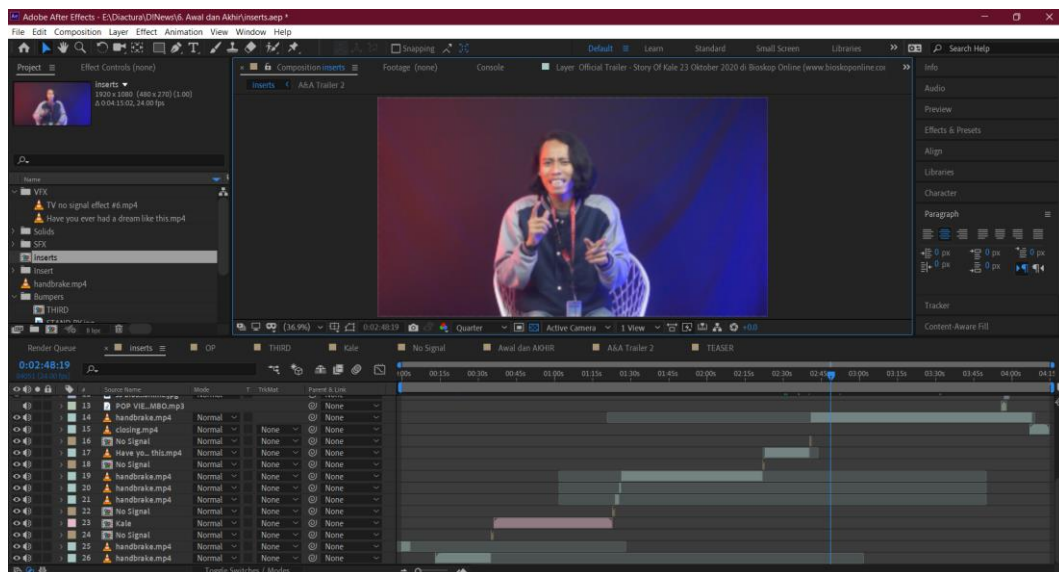 Adobe After Effects - E:\Diactura\D!News\6. Awal dan Akhir\inserts.aep *
File Edit Composition Layer Effect Animation View Window Help
Snapping
Default Learn Standard Small Screen Libraries
Search Help
Project Effect Controls (none)
Composition inserts Footage (none) Console Layer Official Trailer - Story Of Kale 23 Oktober 2020 di Bioskop Online (www.bioskoponline.co
inserts A&A Trailer 2
inserts
1920 x 1080 (480 x 270) (1.00)
Δ 0:04:15:02, 24.00 fps
Name
VFX
TV no signal effect #6.mp4
Have you ever had a dream like this.mp4
Solids
SFX
inserts
Insert
handbrake.mp4
Bumpers
THIRD
8 bpc
Info
Audio
Preview
Effects & Presets
Align
Libraries
Character
Paragraph
0 px 0 px 0 px
0 px 0 px
Tracker
Content-Aware Fill
(36.9%) 0:02:48:19 Quarter Active Camera 1 View +0.0
Render Queue inserts OP THIRD Kale No Signal Awal dan AKHIR A&A Trailer 2 TEASER
0:02:48:19
00:15s 00:30s 00:45s 01:00s 01:15s 01:30s 01:45s 02:00s 02:15s 02:30s 02:45s 03:15s 03:30s 03:45s 04:00s 04:1
# Source Name Mode T TrkMat Parent & Link
13 POP VIE...MBO.mp3 None
14 handbrake.mp4 Normal None
15 closing.mp4 Normal None None
16 No Signal Normal None None
17 Have yo... this.mp4 Normal None None
18 No Signal Normal None None
19 handbrake.mp4 Normal None None
20 handbrake.mp4 Normal None None
21 handbrake.mp4 Normal None None
22 No Signal Normal None None
23 Kale Normal None None
24 No Signal Normal None None
25 handbrake.mp4 Normal None None
26 handbrake.mp4 Normal None None
Toggle Switches / Modes